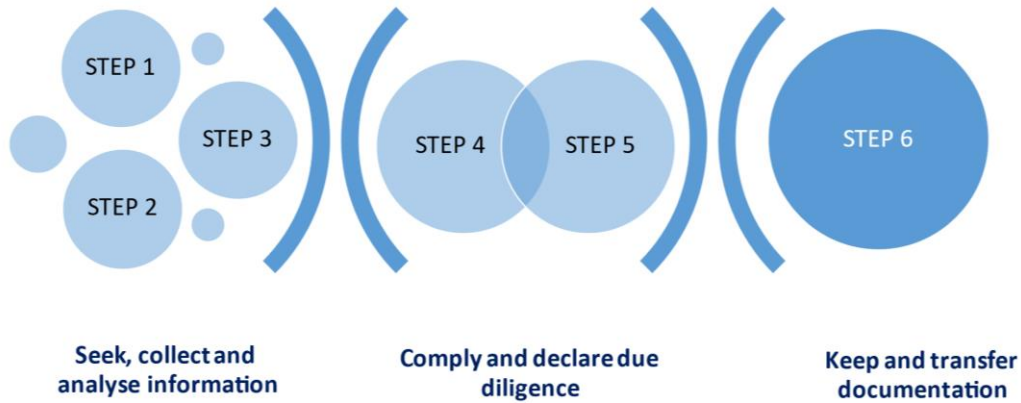 STEP 1
STEP 3
STEP 2
STEP 4
STEP 5
STEP 6
Seek, collect and
analyse information
Comply and declare due
diligence
Keep and transfer
documentation